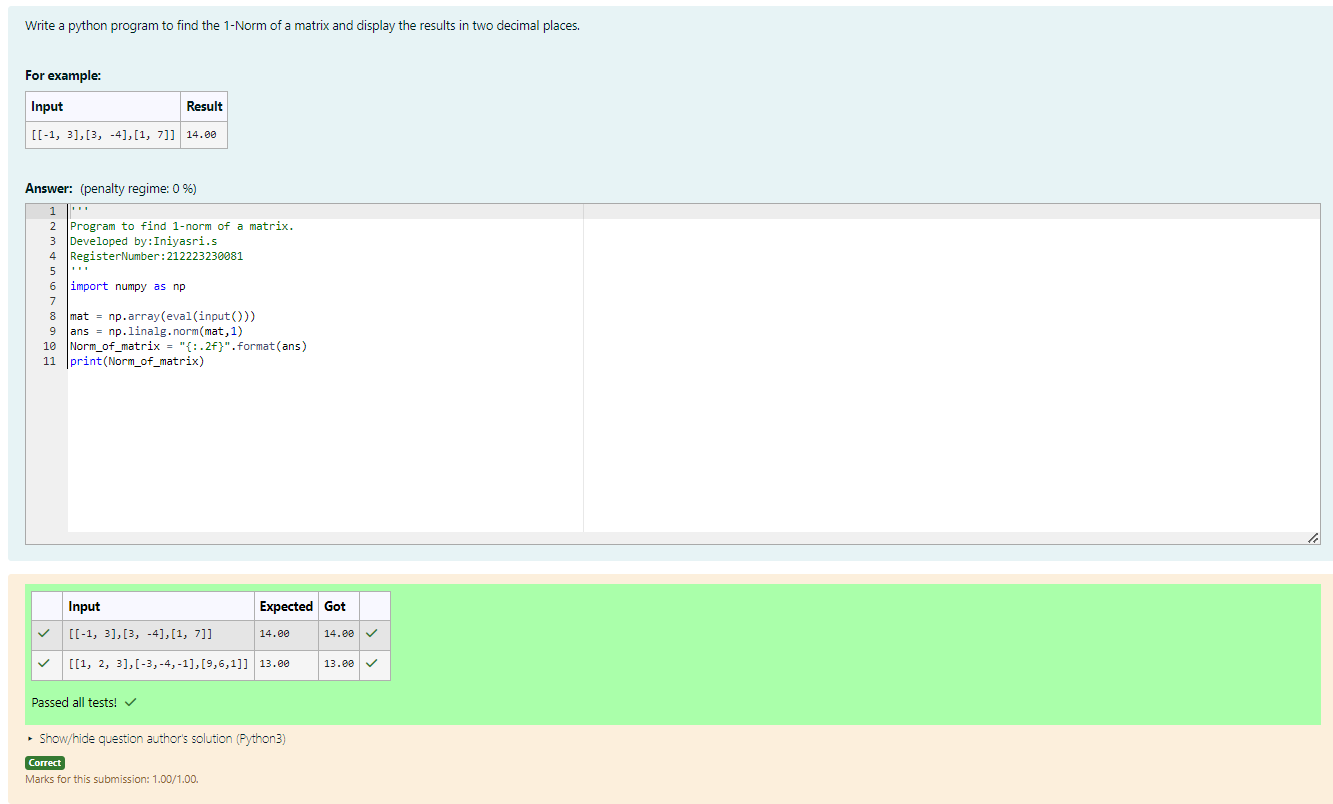 Write a python program to find the 1-Norm of a matrix and display the results in two decimal places.
For example:
Input Result
[[-1, 3],[3, -4],[1, 7]] 14.00
Answer: (penalty regime: 0 %)
1 '''
2 Program to find 1-norm of a matrix.
3 Developed by:Iniyasri.s
4 RegisterNumber:212223230081
5 '''
6 import numpy as np
7
8 mat = np.array(eval(input()))
9 ans = np.linalg.norm(mat,1)
10 Norm_of_matrix = "{:.2f}".format(ans)
11 print(Norm_of_matrix)
Input Expected Got
[[-1, 3],[3, -4],[1, 7]] 14.00 14.00
[[1, 2, 3],[-3,-4,-1],[9,6,1]] 13.00 13.00
Passed all tests!
Show/hide question author's solution (Python3)
Correct
Marks for this submission: 1.00/1.00.